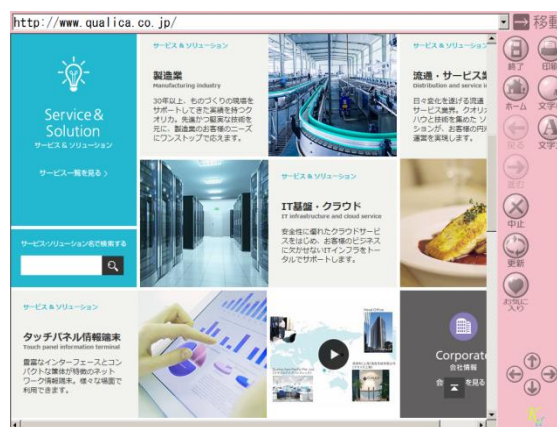 http://www.qualica.co.jp/
移動
終了
ホーム
戻る
進む
中止
更新
お気に
入り
Service &
Solution
サービス & ソリューション
サービス一覧を見る 〉
サービス・ソリューション名で検索する
サービス & ソリューション
製造業
Manufacturing industry
30年以上、ものづくりの現場を
サポートしてきた実績を持つク
オリカ。先進かつ堅実な技術を
元に、製造業のお客様のニーズ
にワンストップで応えます。
サービス & ソリューション
流通・サービス業
Distribution and service i
日々変化を遂げる流通
サービス業界。クオリ
ハウと技術を集めた ソ
ションが、お客様の円
運営を実現します。
サービス & ソリューション
IT基盤・クラウド
IT infrastructure and cloud service
安全性に優れたクラウドサービ
スをはじめ、お客様のビジネス
に欠かせないITインフラをトー
タルでサポートします。
サービス & ソリューション
タッチパネル情報端末
Touch panel information terminal
豊富なインターフェースとコン
パクトな筐体が特徴のネット
ワーク情報端末。様々な場面で
利用できます。
Head Office
Corporate
会社情報
を見る